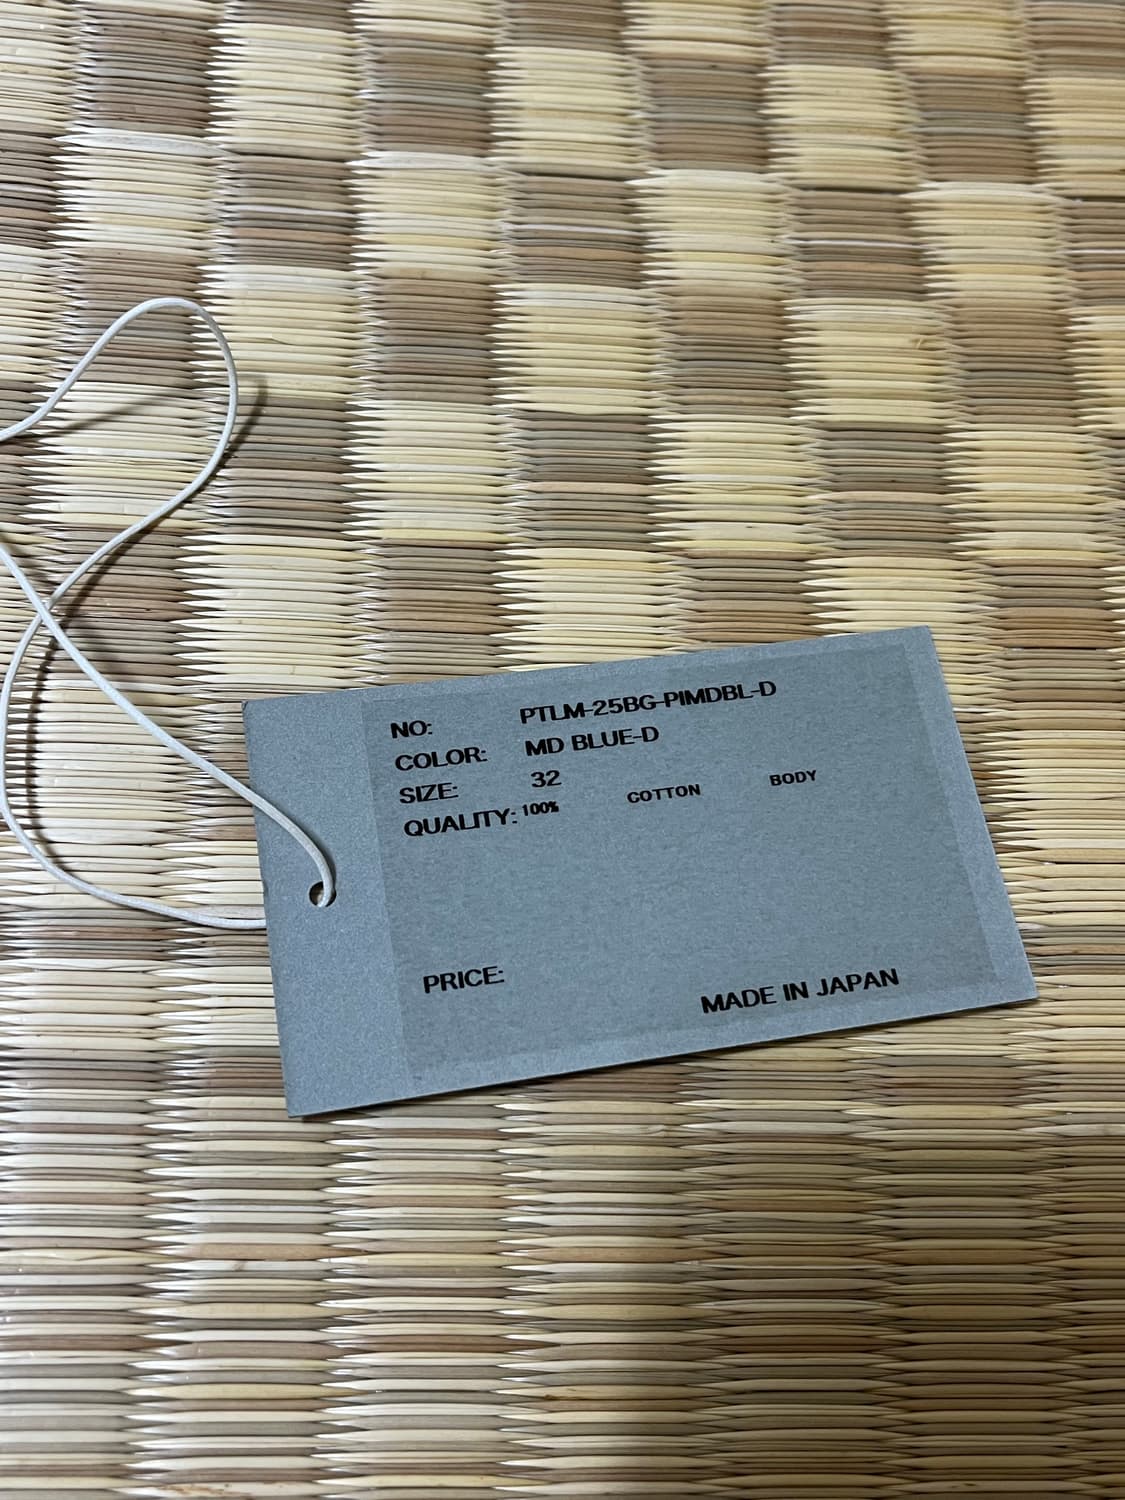 NO: PTLM-25BG-PIMDBL-D
COLOR: MD BLUE-D
SIZE: 32
QUALITY: 100% COTTON BODY
PRICE:
MADE IN JAPAN